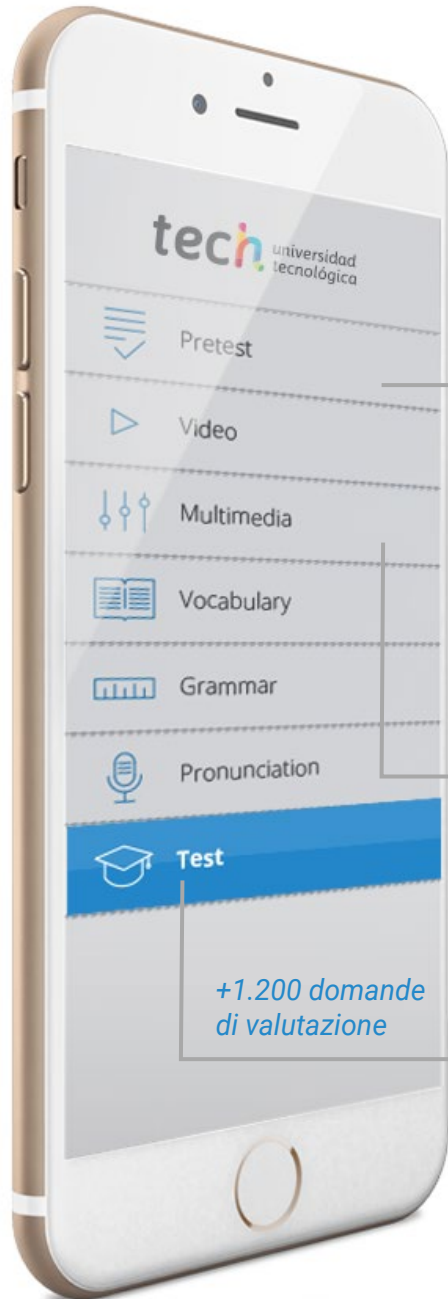 tech universidad
tecnológica
Pretest
Video
Multimedia
Vocabulary
Grammar
Pronunciation
Test
+1.200 domande
di valutazione